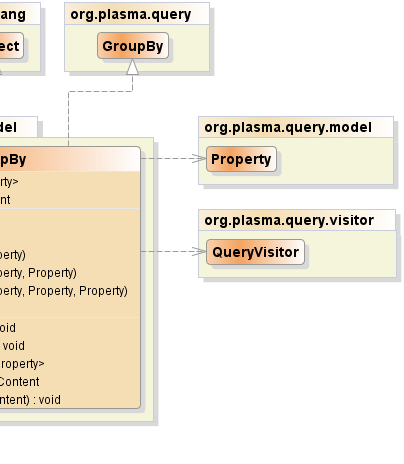 ang
org.plasma.query
ect
GroupBy
del
org.plasma.query.model
pBy
Property
rty>
nt
org.plasma.query.visitor
QueryVisitor
perty)
perty, Property)
perty, Property, Property)
oid
void
roperty>
Content
ntent) : void